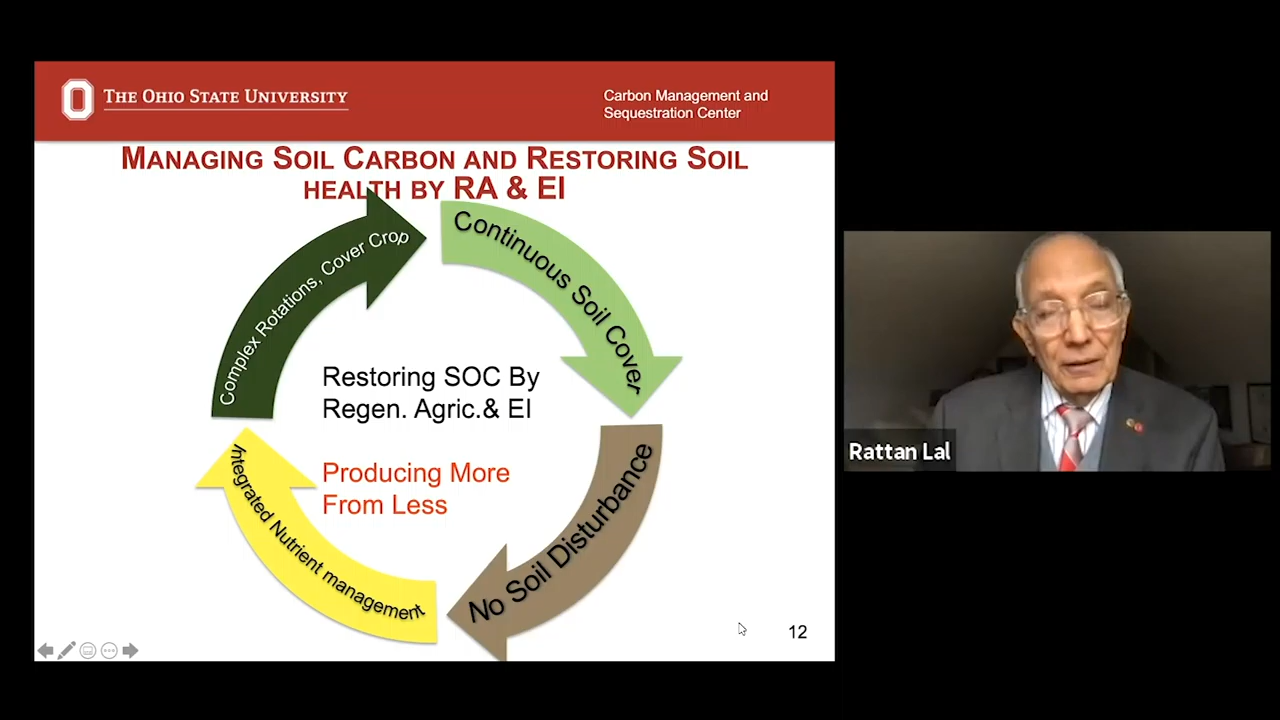 THE OHIO STATE UNIVERSITY
Carbon Management and
Sequestration Center
MANAGING SOIL CARBON AND RESTORING SOIL
HEALTH BY RA & EI
Complex Rotations, Cover Crop
Continuous Soil Cover
No Soil Disturbance
Integrated Nutrient management
Restoring SOC By
Regen. Agric.& EI
Producing More
From Less
12
Rattan Lal